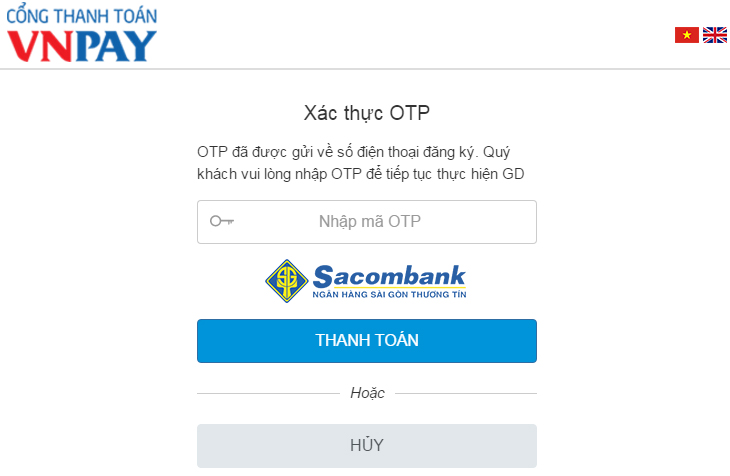 CỔNG THANH TOÁN
VNPAY
Xác thực OTP
OTP đã được gửi về số điện thoại đăng ký. Quý
khách vui lòng nhập OTP để tiếp tục thực hiện GD
Nhập mã OTP
Sacombank
NGÂN HÀNG SÀI GÒN THƯƠNG TÍN
THANH TOÁN
Hoặc
HỦY